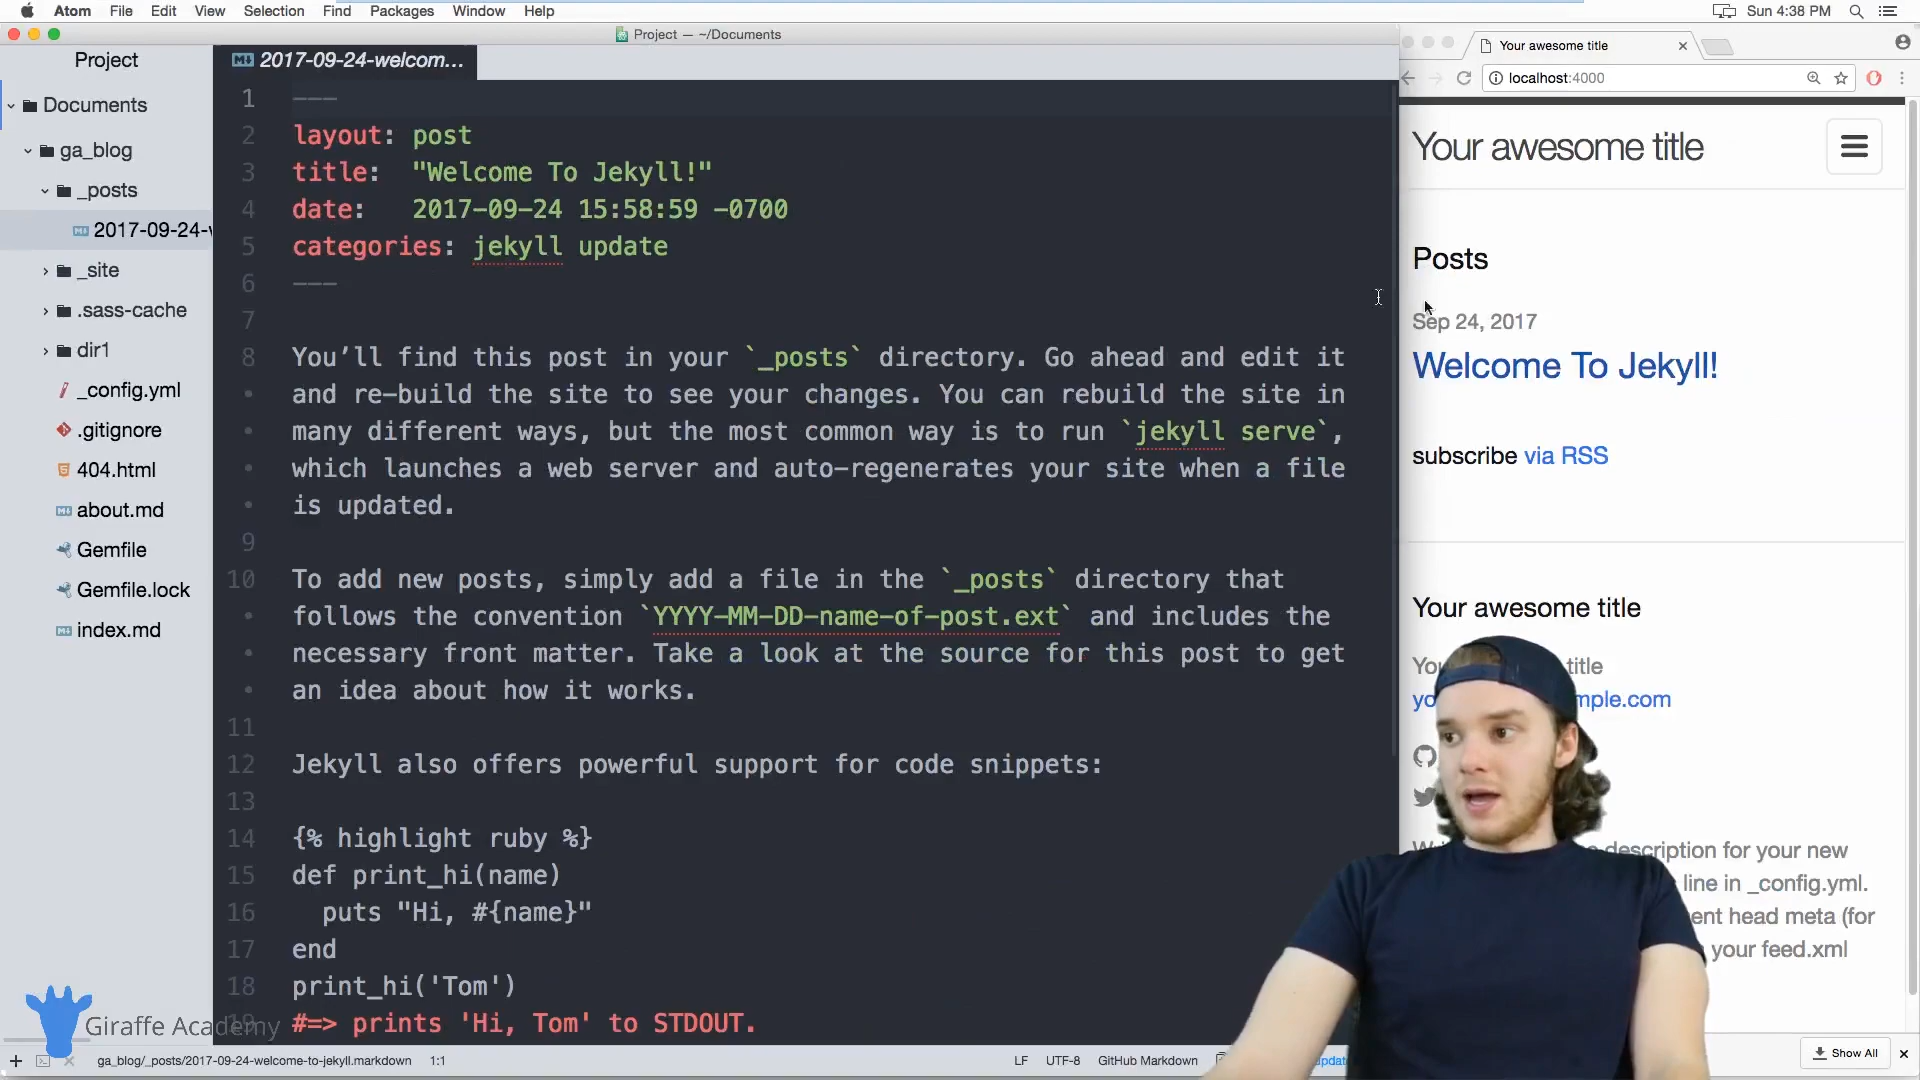 Atom File Edit View Selection Find Packages Window Help
Sun 4:38 PM
Project — ~/Documents
Project
Documents
ga_blog
_posts
2017-09-24-
_site
.sass-cache
dir1
_config.yml
.gitignore
404.html
about.md
Gemfile
Gemfile.lock
index.md
2017-09-24-welcom...
1 ---
2 layout: post
3 title: "Welcome To Jekyll!"
4 date: 2017-09-24 15:58:59 -0700
5 categories: jekyll update
6 ---
7
8 You’ll find this post in your `_posts` directory. Go ahead and edit it
and re-build the site to see your changes. You can rebuild the site in
many different ways, but the most common way is to run `jekyll serve`,
which launches a web server and auto-regenerates your site when a file
is updated.
9
10 To add new posts, simply add a file in the `_posts` directory that
follows the convention `YYYY-MM-DD-name-of-post.ext` and includes the
necessary front matter. Take a look at the source for this post to get
an idea about how it works.
11
12 Jekyll also offers powerful support for code snippets:
13
14 {% highlight ruby %}
15 def print_hi(name)
16 puts "Hi, #{name}"
17 end
18 print_hi('Tom')
#=> prints 'Hi, Tom' to STDOUT.
Giraffe Academy
ga_blog/_posts/2017-09-24-welcome-to-jekyll.markdown 1:1
LF UTF-8 GitHub Markdown
Your awesome title
localhost:4000
Your awesome title
Posts
Sep 24, 2017
Welcome To Jekyll!
subscribe via RSS
Your awesome title
title
mple.com
description for your new
line in _config.yml.
ent head meta (for
your feed.xml
Show All